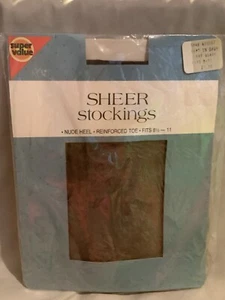 super
value
SHEER
stockings
• NUDE HEEL • REINFORCED TOE • FITS 8½ — 11